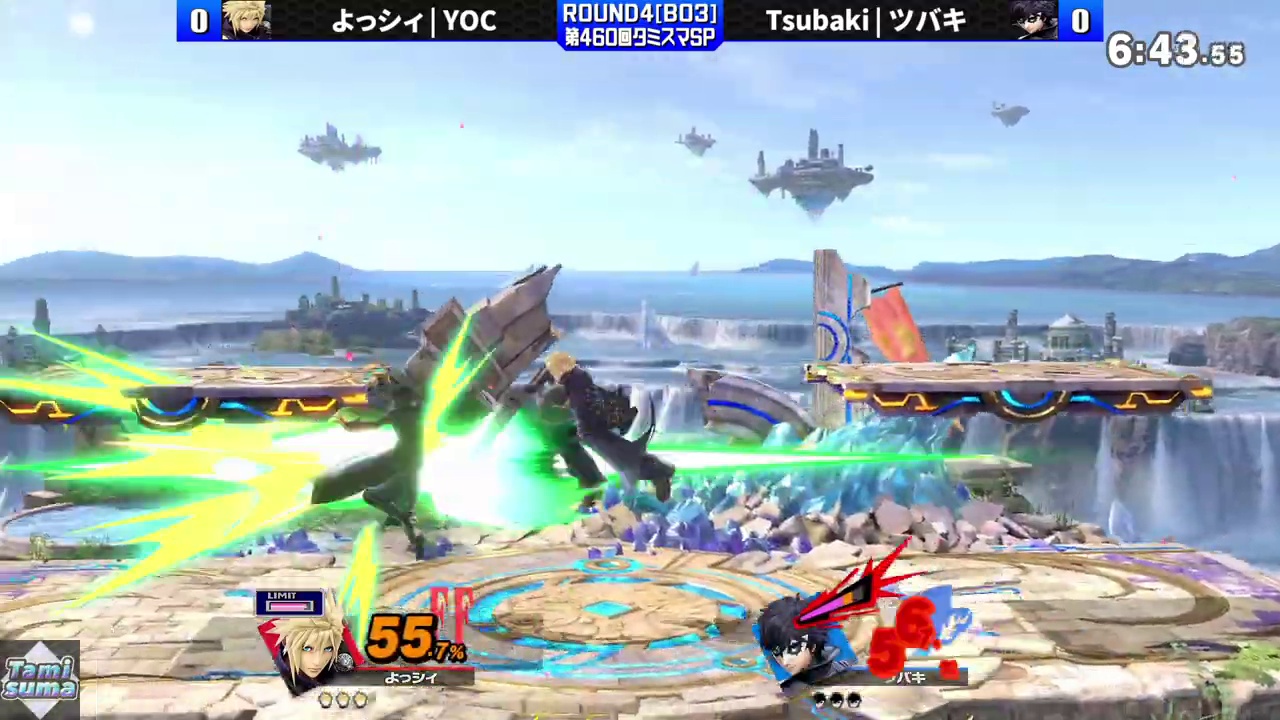 0
よっシィ | YOC
ROUND4[BO3]
第460回タミスマSP
Tsubaki | ツバキ
0
6:43.55
LIMIT
55.7%
よっシィ
Tami
suma